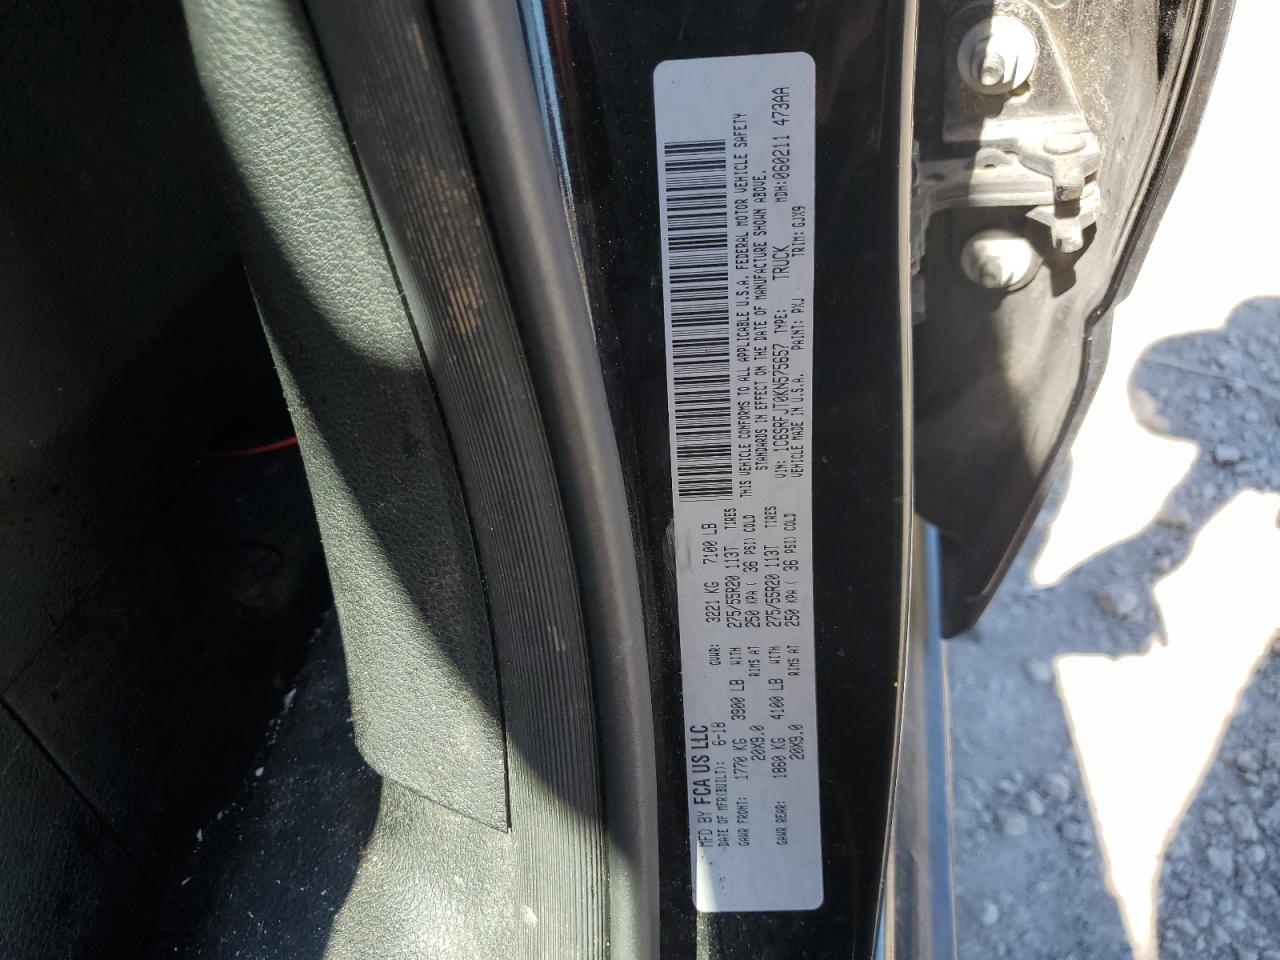 MFD BY FCA US LLC
DATE OF MFR(BUILT): 6-18 GVWR: 3221 KG 7100 LB
GAWR FRONT: 1770 KG 3900 LB WITH 275/55R20 113T TIRES
20X9.0 RIMS AT 250 KPA ( 36 PSI) COLD
GAWR REAR: 1860 KG 4100 LB WITH 275/55R20 113T TIRES
20X9.0 RIMS AT 250 KPA ( 36 PSI) COLD
THIS VEHICLE CONFORMS TO ALL APPLICABLE U.S.A. FEDERAL MOTOR VEHICLE SAFETY
STANDARDS IN EFFECT ON THE DATE OF MANUFACTURE SHOWN ABOVE.
VIN: 1C6SRFJT0KN575657 TYPE: TRUCK MDH:060211 473AA
VEHICLE MADE IN U.S.A. PAINT: PXJ TRIM: GJX9